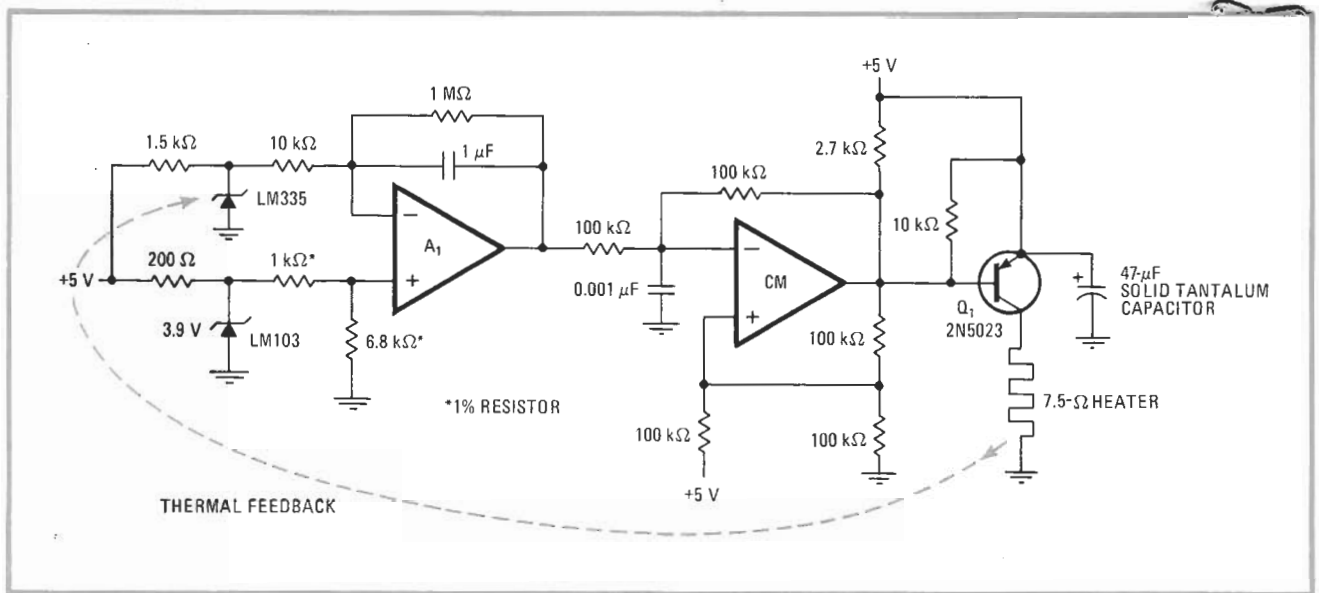 +5 V
1 MΩ
1.5 kΩ
10 kΩ
1 μF
2.7 kΩ
100 kΩ
LM335
10 kΩ
−
A₁
+
100 kΩ
−
CM
+
200 Ω
1 kΩ*
+5 V
0.001 μF
47-μF
SOLID TANTALUM
CAPACITOR
+
Q₁
2N5023
3.9 V
LM103
6.8 kΩ*
100 kΩ
*1% RESISTOR
7.5-Ω HEATER
100 kΩ
100 kΩ
+5 V
THERMAL FEEDBACK